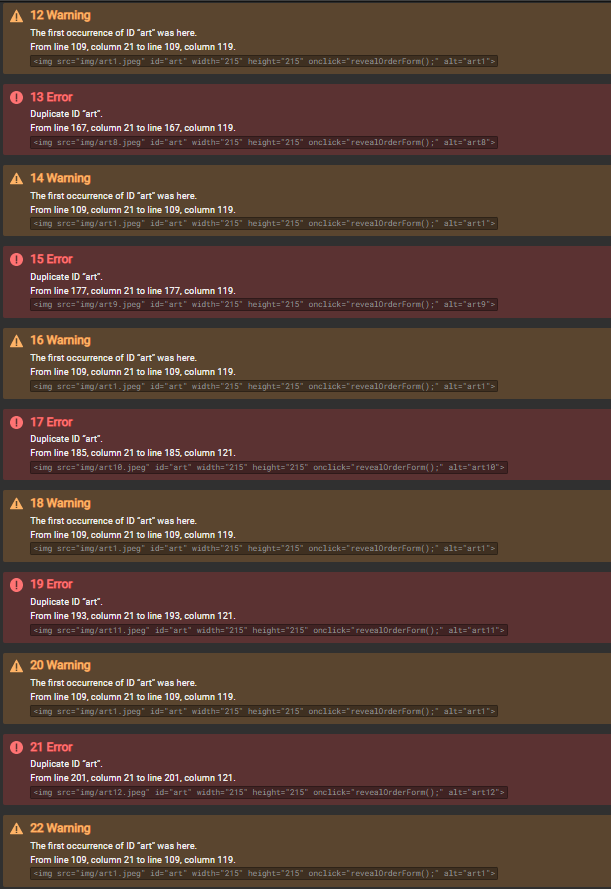 12 Warning
The first occurrence of ID “art” was here.
From line 109, column 21 to line 109, column 119.
<img src="img/art1.jpeg" id="art" width="215" height="215" onclick="revealOrderForm();" alt="art1">
13 Error
Duplicate ID “art”.
From line 167, column 21 to line 167, column 119.
<img src="img/art8.jpeg" id="art" width="215" height="215" onclick="revealOrderForm();" alt="art8">
14 Warning
The first occurrence of ID “art” was here.
From line 109, column 21 to line 109, column 119.
<img src="img/art1.jpeg" id="art" width="215" height="215" onclick="revealOrderForm();" alt="art1">
15 Error
Duplicate ID “art”.
From line 177, column 21 to line 177, column 119.
<img src="img/art9.jpeg" id="art" width="215" height="215" onclick="revealOrderForm();" alt="art9">
16 Warning
The first occurrence of ID “art” was here.
From line 109, column 21 to line 109, column 119.
<img src="img/art1.jpeg" id="art" width="215" height="215" onclick="revealOrderForm();" alt="art1">
17 Error
Duplicate ID “art”.
From line 185, column 21 to line 185, column 121.
<img src="img/art10.jpeg" id="art" width="215" height="215" onclick="revealOrderForm();" alt="art10">
18 Warning
The first occurrence of ID “art” was here.
From line 109, column 21 to line 109, column 119.
<img src="img/art1.jpeg" id="art" width="215" height="215" onclick="revealOrderForm();" alt="art1">
19 Error
Duplicate ID “art”.
From line 193, column 21 to line 193, column 121.
<img src="img/art11.jpeg" id="art" width="215" height="215" onclick="revealOrderForm();" alt="art11">
20 Warning
The first occurrence of ID “art” was here.
From line 109, column 21 to line 109, column 119.
<img src="img/art1.jpeg" id="art" width="215" height="215" onclick="revealOrderForm();" alt="art1">
21 Error
Duplicate ID “art”.
From line 201, column 21 to line 201, column 121.
<img src="img/art12.jpeg" id="art" width="215" height="215" onclick="revealOrderForm();" alt="art12">
22 Warning
The first occurrence of ID “art” was here.
From line 109, column 21 to line 109, column 119.
<img src="img/art1.jpeg" id="art" width="215" height="215" onclick="revealOrderForm();" alt="art1">